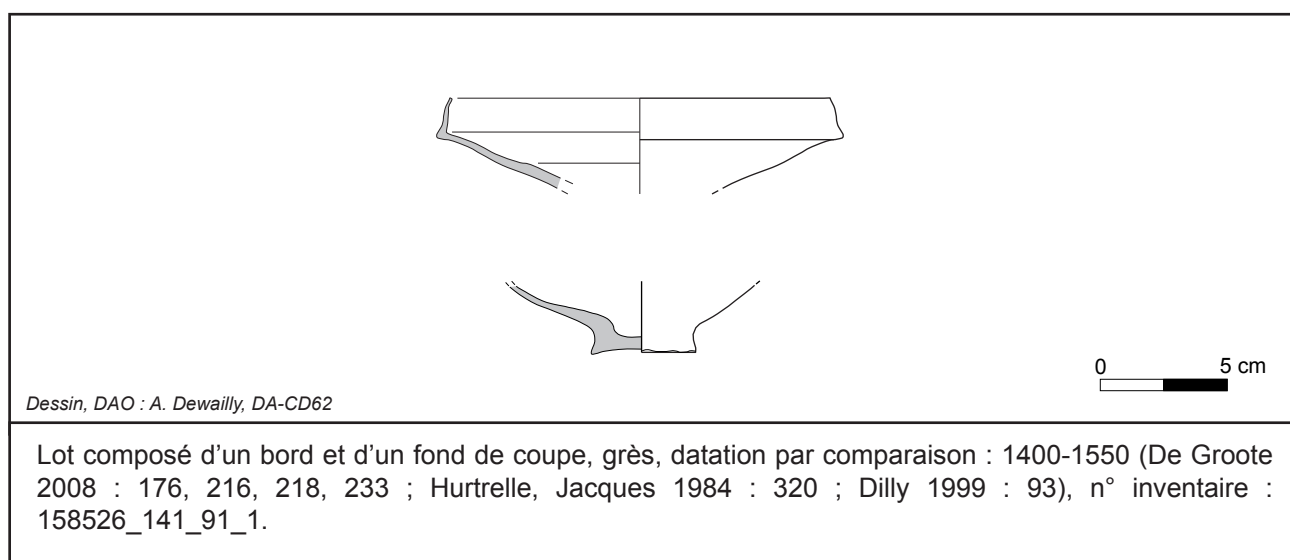 0 5 cm
Dessin, DAO : A. Dewailly, DA-CD62
Lot composé d’un bord et d’un fond de coupe, grès, datation par comparaison : 1400-1550 (De Groote
2008 : 176, 216, 218, 233 ; Hurtrelle, Jacques 1984 : 320 ; Dilly 1999 : 93), n° inventaire :
158526_141_91_1.